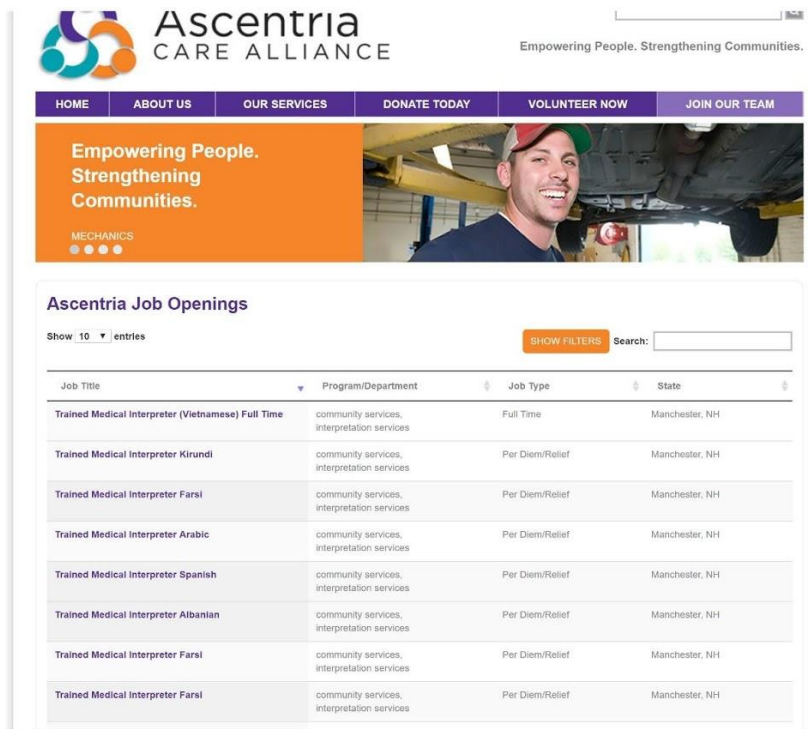 Ascentria
CARE ALLIANCE
Empowering People. Strengthening Communities.
HOME ABOUT US OUR SERVICES DONATE TODAY VOLUNTEER NOW JOIN OUR TEAM
Empowering People.
Strengthening
Communities.
MECHANICS
Ascentria Job Openings
Show 10 entries
SHOW FILTERS Search:
Job Title Program/Department Job Type State
Trained Medical Interpreter (Vietnamese) Full Time community services, Full Time Manchester, NH
interpretation services
Trained Medical Interpreter Kirundi community services, Per Diem/Relief Manchester, NH
interpretation services
Trained Medical Interpreter Farsi community services, Per Diem/Relief Manchester, NH
interpretation services
Trained Medical Interpreter Arabic community services, Per Diem/Relief Manchester, NH
interpretation services
Trained Medical Interpreter Spanish community services, Per Diem/Relief Manchester, NH
interpretation services
Trained Medical Interpreter Albanian community services, Per Diem/Relief Manchester, NH
interpretation services
Trained Medical Interpreter Farsi community services, Per Diem/Relief Manchester, NH
interpretation services
Trained Medical Interpreter Farsi community services, Per Diem/Relief Manchester, NH
interpretation services